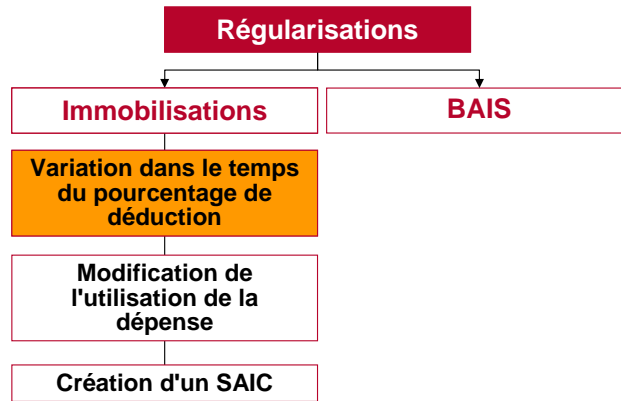 Régularisations
Immobilisations
BAIS
Variation dans le temps
du pourcentage de
déduction
Modification de
l'utilisation de la
dépense
Création d'un SAIC